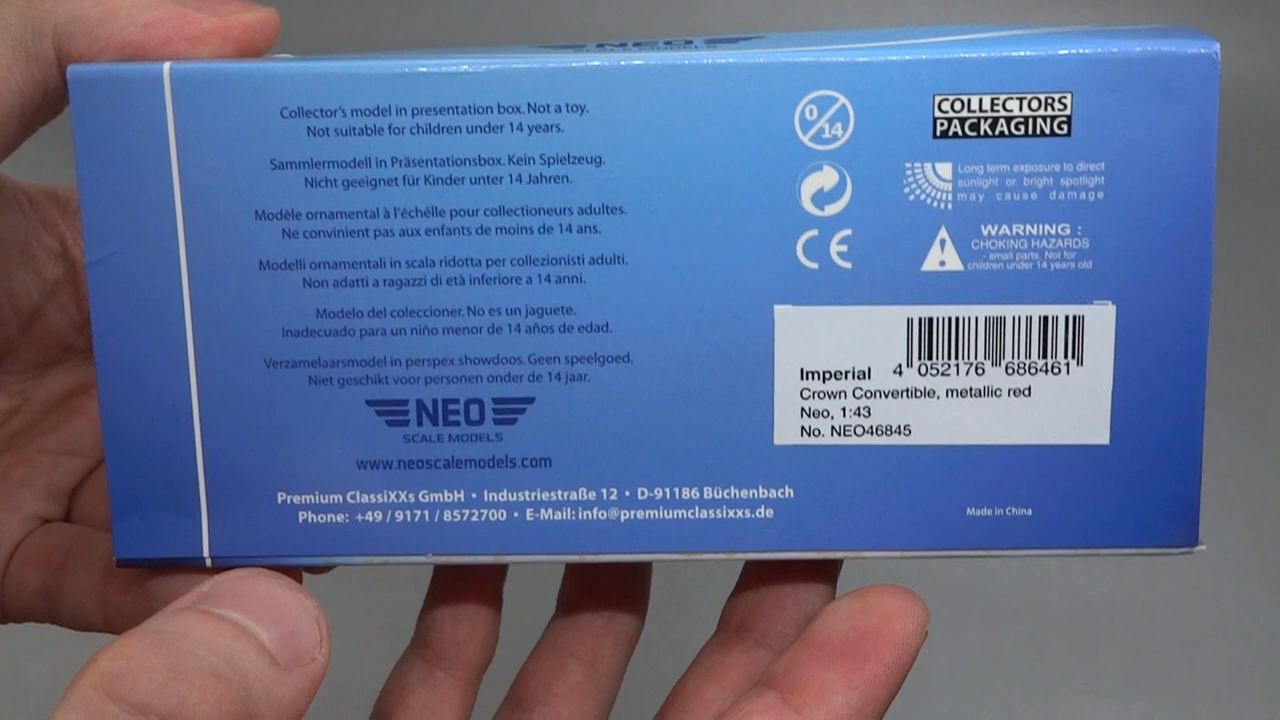 NEO
SCALE MODELS
Collector's model in presentation box. Not a toy.
Not suitable for children under 14 years.
Sammlermodell in Präsentationsbox. Kein Spielzeug.
Nicht geeignet für Kinder unter 14 Jahren.
Modèle ornamental à l'échélle pour collectioneurs adultes.
Ne convinient pas aux enfants de moins de 14 ans.
Modelli ornamentali in scala ridotta per collezionisti adulti.
Non adatti a ragazzi di età inferiore a 14 anni.
Modelo del coleccioner. No es un jaguete.
Inadecuado para un niño menor de 14 años de edad.
Verzamelaarsmodel in perspex showdoos. Geen speelgoed.
Niet geschikt voor personen onder de 14 jaar.
NEO
SCALE MODELS
www.neoscalemodels.com
Premium ClassiXXs GmbH • Industriestraße 12 • D-91186 Büchenbach
Phone: +49 / 9171 / 8572700 • E-Mail: info@premiumclassixxs.de
0/14
CE
COLLECTORS
PACKAGING
Long term exposure to direct
sunlight or bright spotlight
may cause damage
WARNING :
CHOKING HAZARDS
- small parts. Not for
children under 14 years old
4 052176 686461
Imperial
Crown Convertible, metallic red
Neo, 1:43
No. NEO46845
Made in China